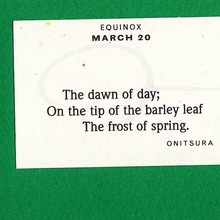 EQUINOX
MARCH 20
The dawn of day;
On the tip of the barley leaf
The frost of spring.
ONITSURA